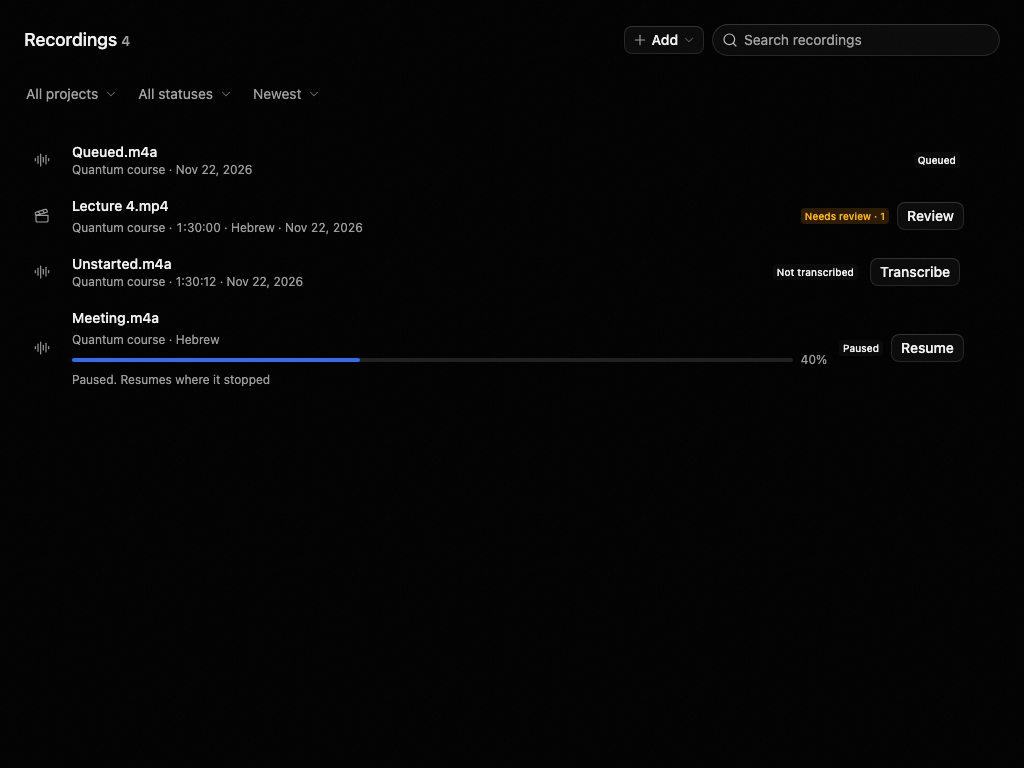 Recordings 4
Add
Search recordings
All projects
All statuses
Newest
Queued.m4a
Quantum course · Nov 22, 2026
Queued
Lecture 4.mp4
Quantum course · 1:30:00 · Hebrew · Nov 22, 2026
Needs review · 1
Review
Unstarted.m4a
Quantum course · 1:30:12 · Nov 22, 2026
Not transcribed
Transcribe
Meeting.m4a
Quantum course · Hebrew
40%
Paused. Resumes where it stopped
Paused
Resume